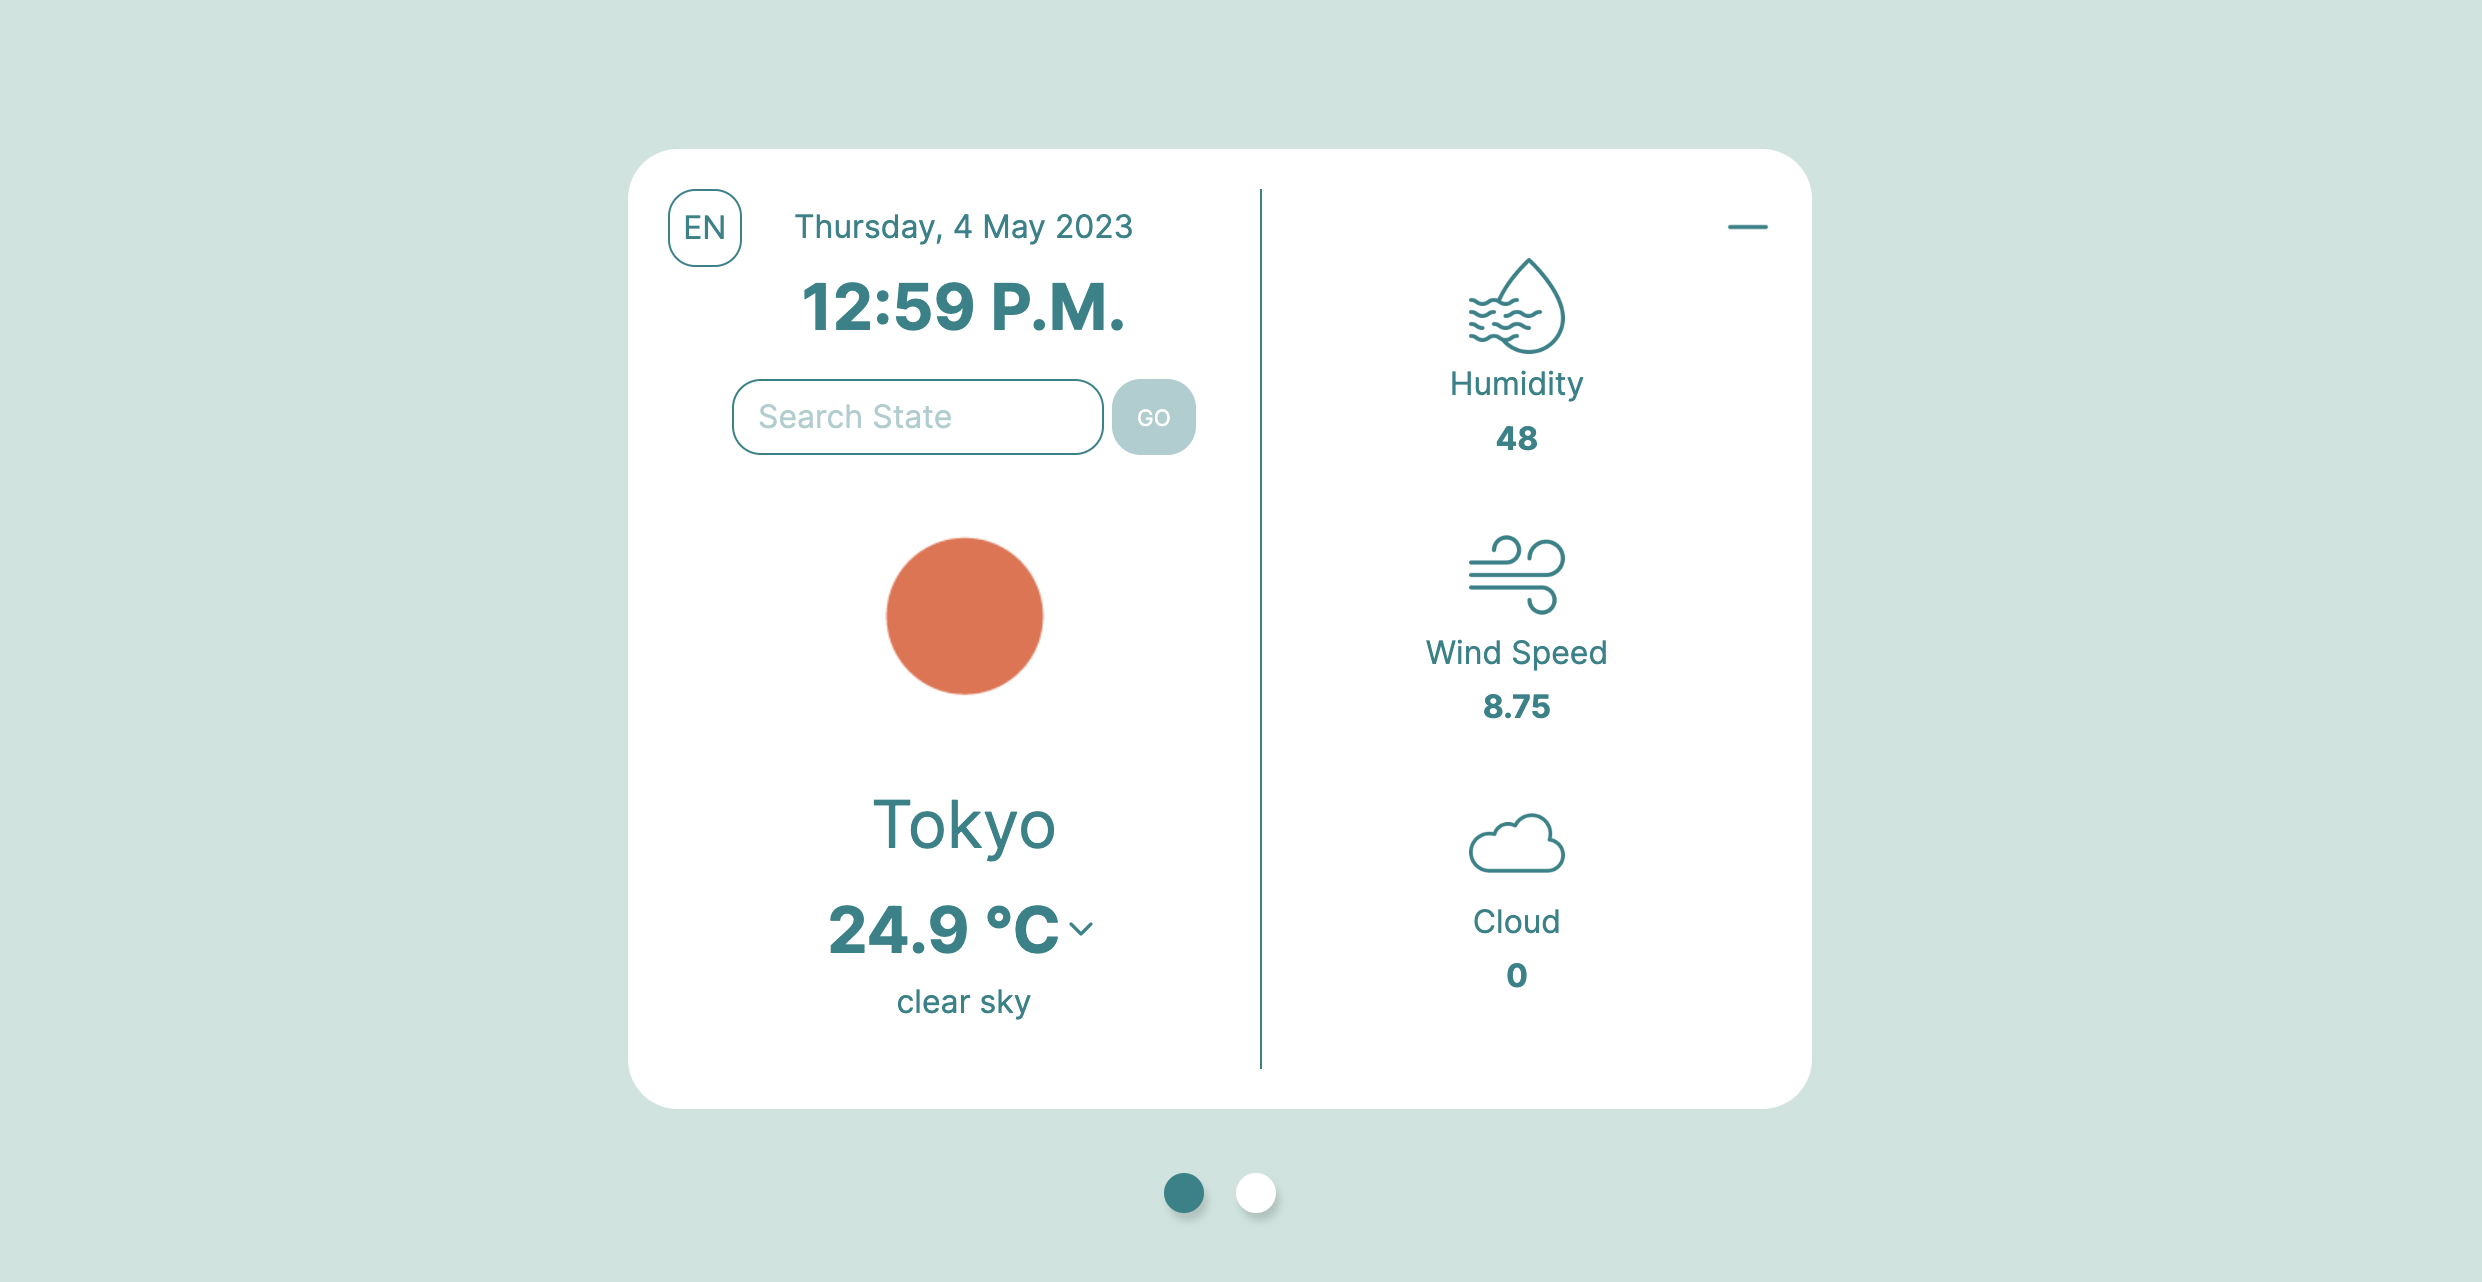 EN
Thursday, 4 May 2023
12:59 P.M.
Search State
GO
Tokyo
24.9 °C
clear sky
Humidity
48
Wind Speed
8.75
Cloud
0